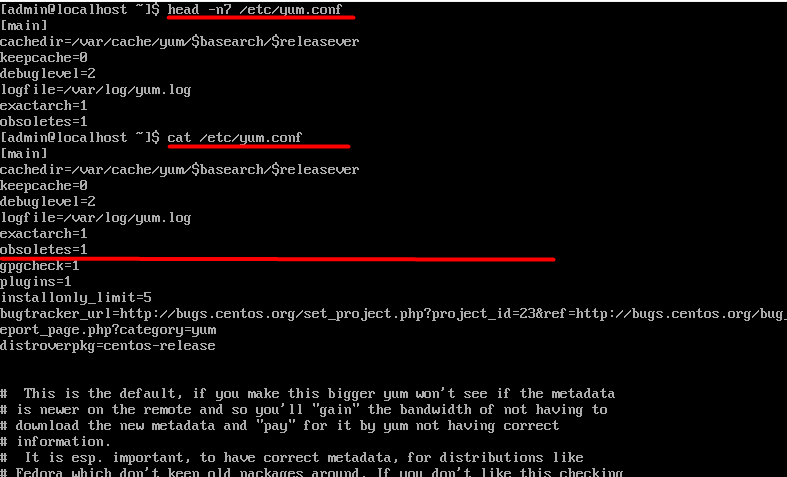 [admin@localhost ~]$ head -n7 /etc/yum.conf
[main]
cachedir=/var/cache/yum/$basearch/$releasever
keepcache=0
debuglevel=2
logfile=/var/log/yum.log
exactarch=1
obsoletes=1
[admin@localhost ~]$ cat /etc/yum.conf
[main]
cachedir=/var/cache/yum/$basearch/$releasever
keepcache=0
debuglevel=2
logfile=/var/log/yum.log
exactarch=1
obsoletes=1
gpgcheck=1
plugins=1
installonly_limit=5
bugtracker_url=http://bugs.centos.org/set_project.php?project_id=23&ref=http://bugs.centos.org/bug_
eport_page.php?category=yum
distroverpkg=centos-release
#  This is the default, if you make this bigger yum won't see if the metadata
# is newer on the remote and so you'll "gain" the bandwidth of not having to
# download the new metadata and "pay" for it by yum not having correct
# information.
#  It is esp. important, to have correct metadata, for distributions like
# Fedora which don't keep old packages around. If you don't like this checking